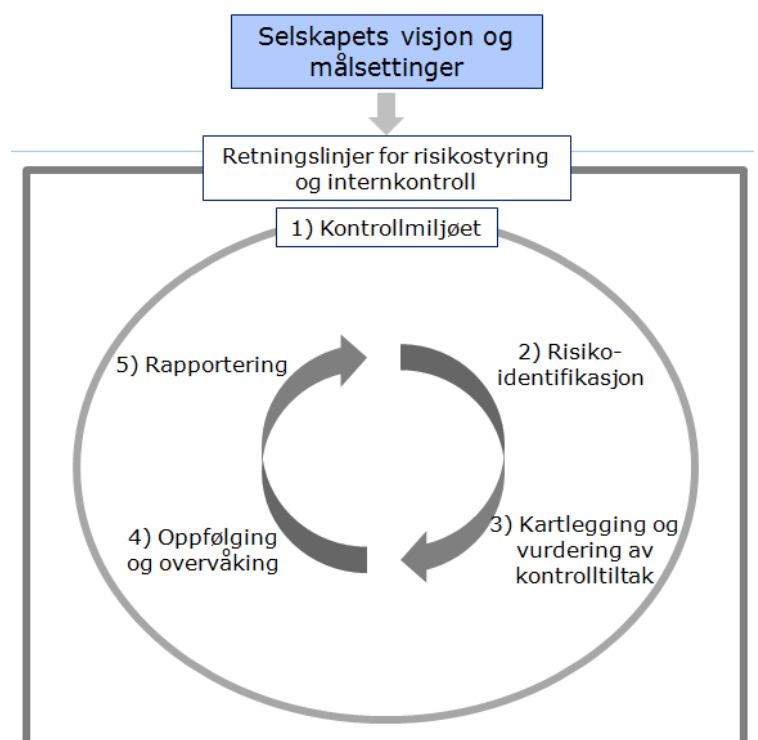 Selskapets visjon og
målsettinger
Retningslinjer for risikostyring
og internkontroll
1) Kontrollmiljøet
2) Risiko-
identifikasjon
3) Kartlegging og
vurdering av
kontrolltiltak
4) Oppfølging
og overvåking
5) Rapportering